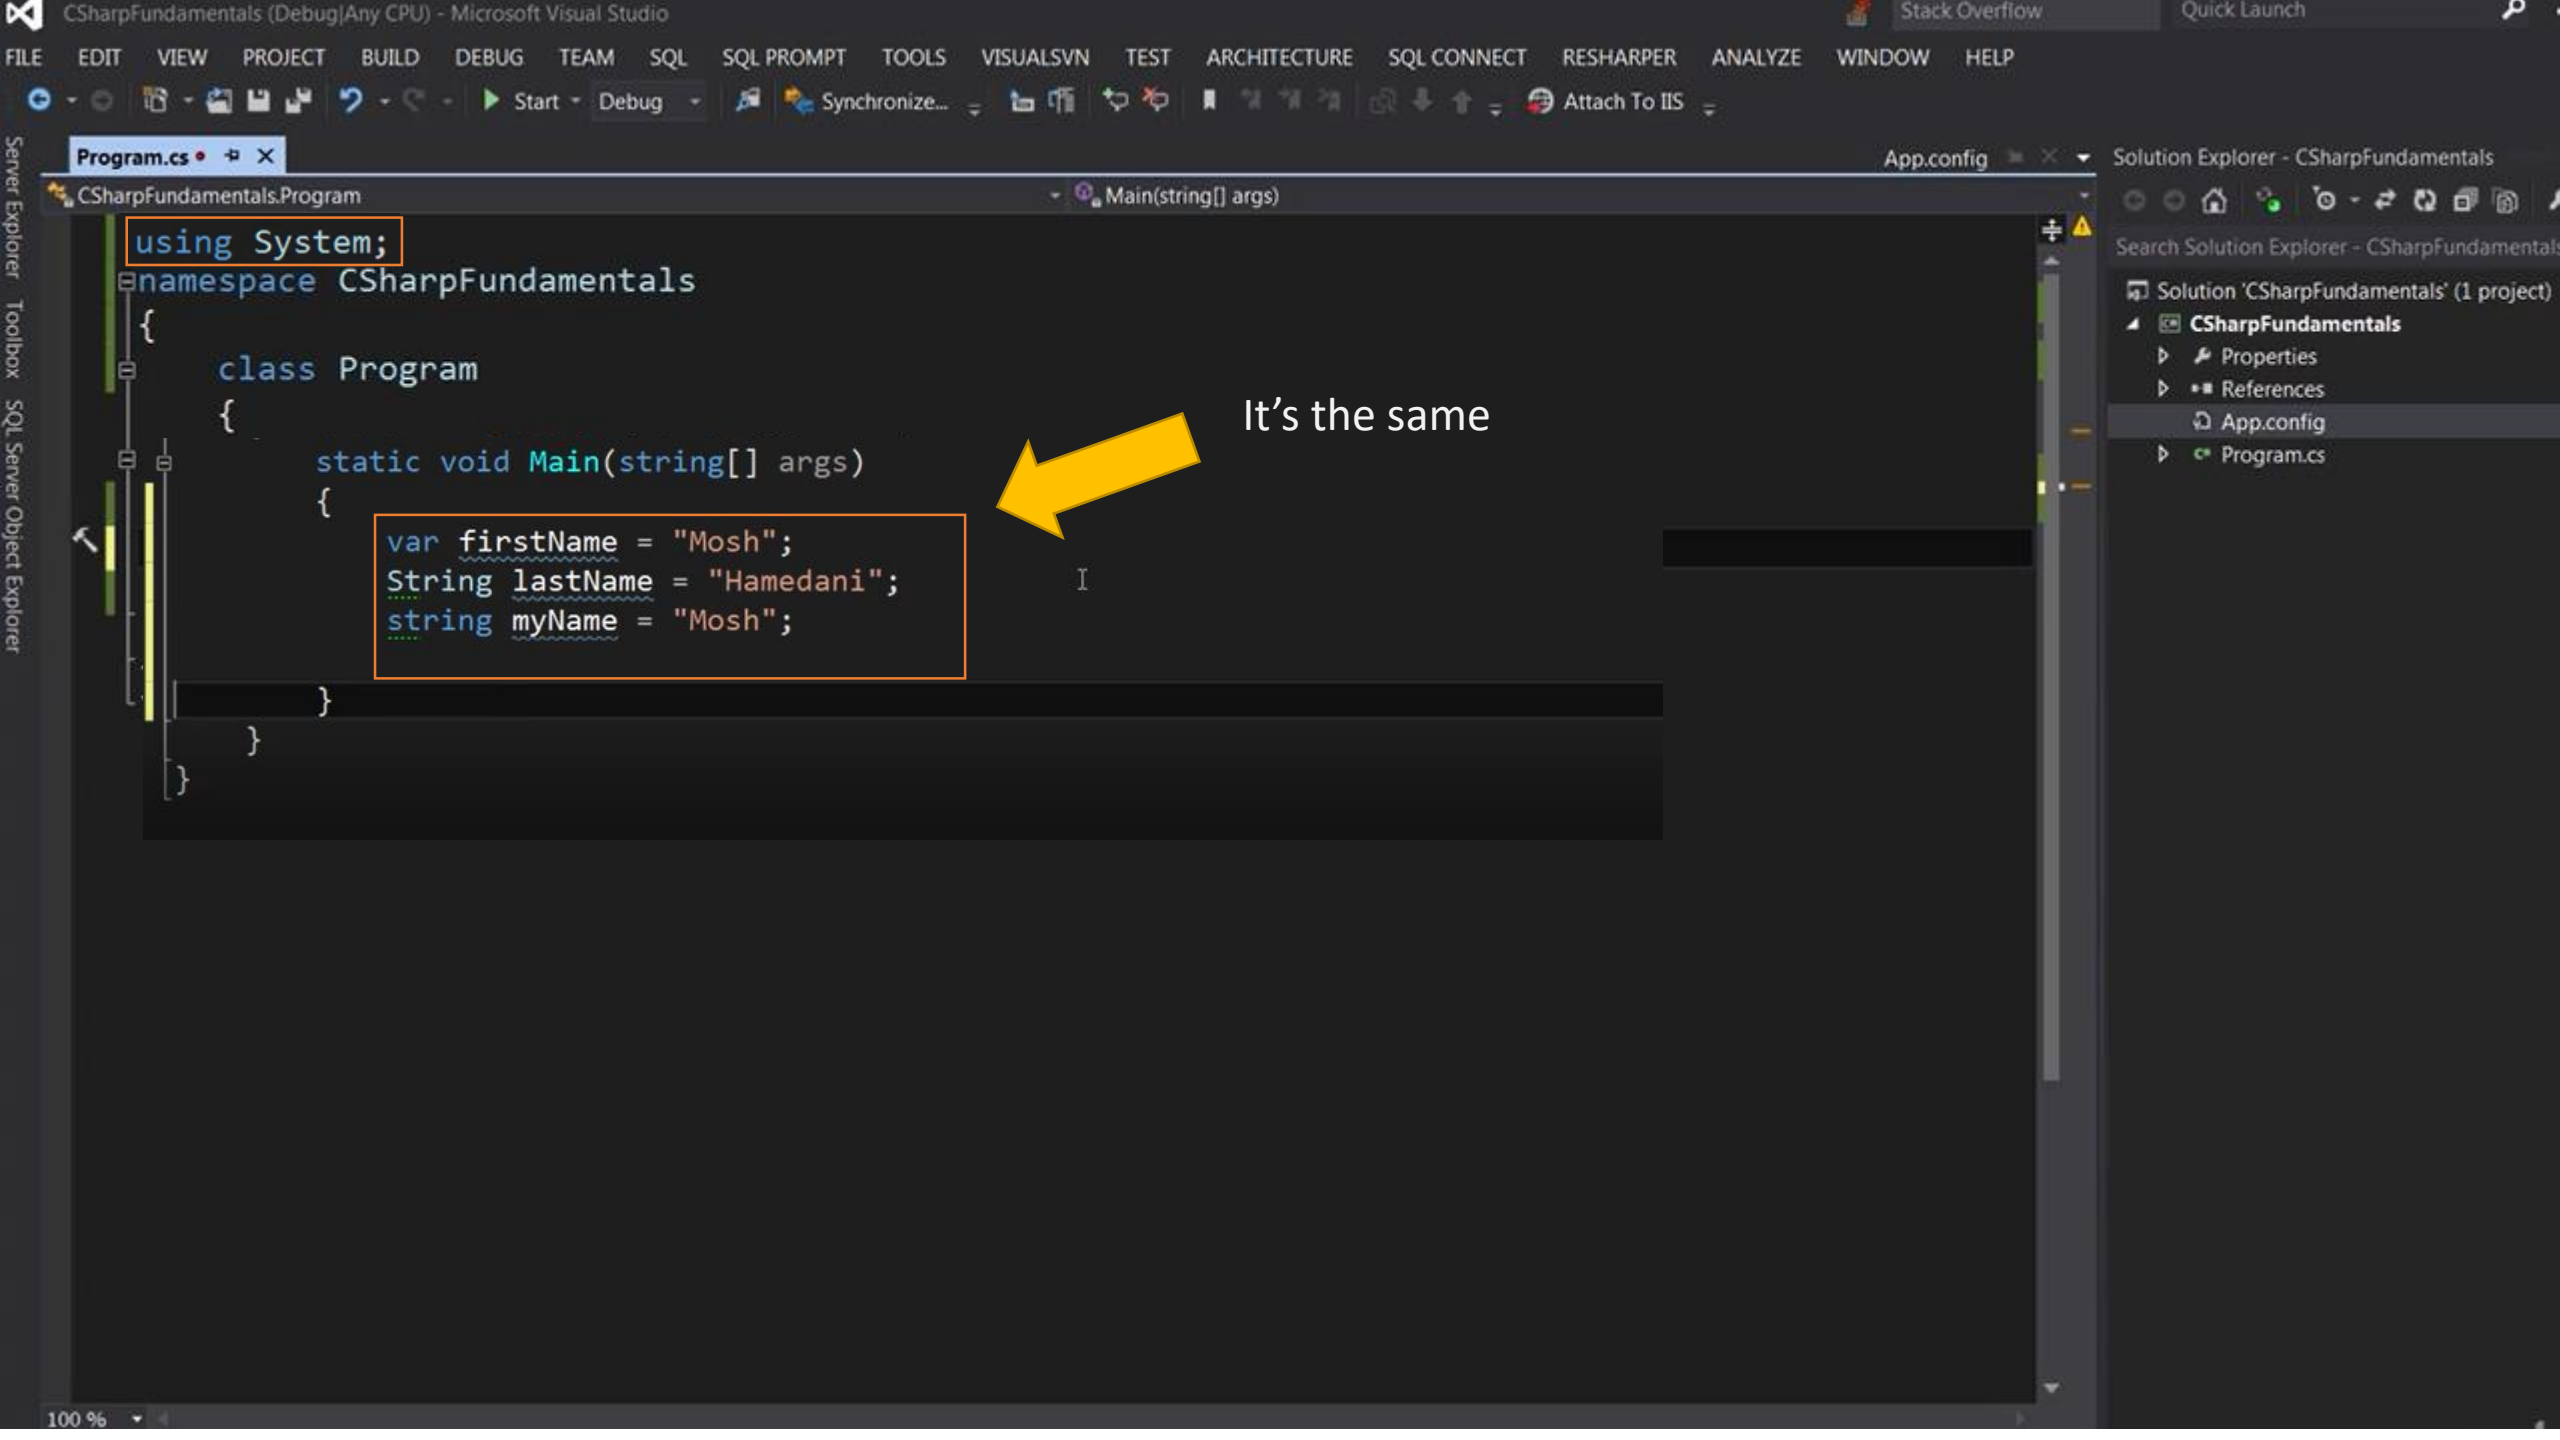 CSharpFundamentals (Debug|Any CPU) - Microsoft Visual Studio
Stack Overflow
Quick Launch
FILE EDIT VIEW PROJECT BUILD DEBUG TEAM SQL SQL PROMPT TOOLS VISUALSVN TEST ARCHITECTURE SQL CONNECT RESHARPER ANALYZE WINDOW HELP
Start Debug Synchronize... Attach To IIS
Server Explorer
Toolbox
SQL Server Object Explorer
Program.cs
App.config
CSharpFundamentals.Program
Main(string[] args)
using System;
namespace CSharpFundamentals
{
class Program
{
static void Main(string[] args)
{
var firstName = "Mosh";
String lastName = "Hamedani";
string myName = "Mosh";
}
}
}
It’s the same
100 %
Solution Explorer - CSharpFundamentals
Search Solution Explorer - CSharpFundamentals
Solution 'CSharpFundamentals' (1 project)
CSharpFundamentals
Properties
References
App.config
Program.cs